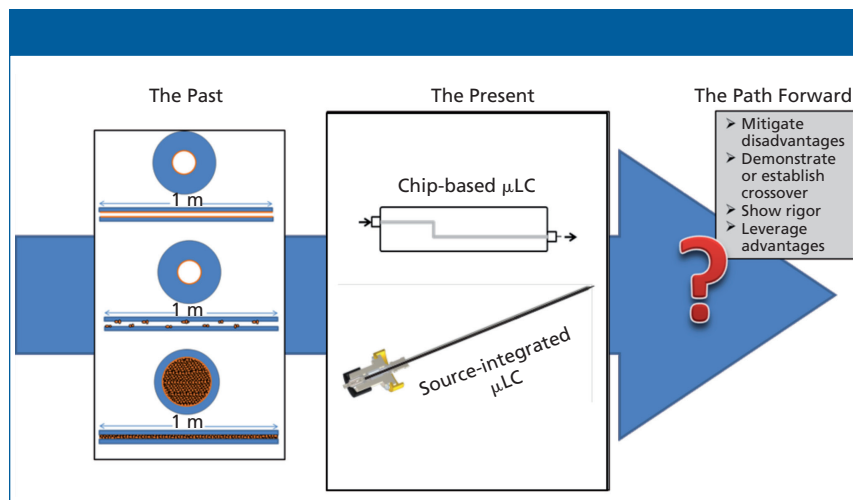 The Past
The Present
The Path Forward
1 m
1 m
1 m
Chip-based μLC
Source-integrated
μLC
➢ Mitigate
disadvantages
➢ Demonstrate
or establish
crossover
➢ Show rigor
➢ Leverage
advantages
?